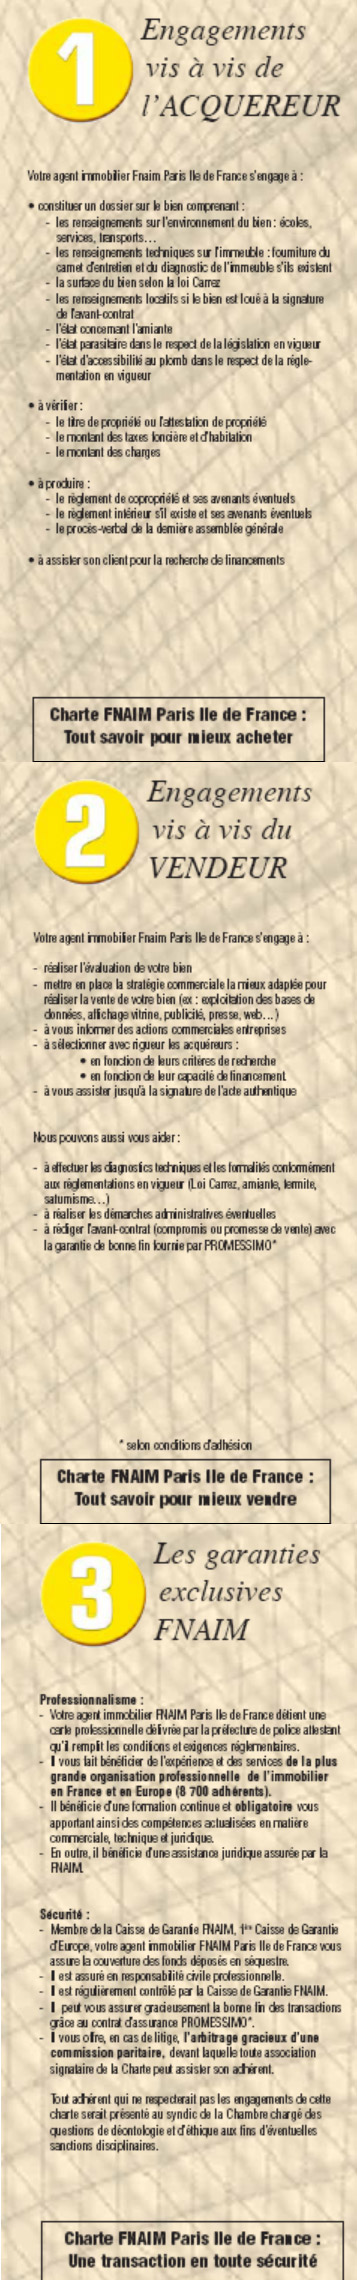 1
Engagements
vis à vis de
l'ACQUEREUR
Votre agent immobilier Fnaim Paris Ile de France s'engage à :
• constituer un dossier sur le bien comprenant :
- les renseignements sur l'environnement du bien : écoles,
services, transports…
- les renseignements techniques sur l'immeuble : fourniture du
carnet d'entretien et du diagnostic de l'immeuble s'ils existent
- la surface du bien selon la loi Carrez
- les renseignements locatifs si le bien est loué à la signature
de l'avant-contrat
- l'état concernant l'amiante
- l'état parasitaire dans le respect de la législation en vigueur
- l'état d'accessibilité au plomb dans le respect de la régle-
mentation en vigueur
• à vérifier :
- le titre de propriété ou l'attestation de propriété
- le montant des taxes foncière et d'habitation
- le montant des charges
• à produire :
- le règlement de copropriété et ses avenants éventuels
- le règlement intérieur s'il existe et ses avenants éventuels
- le procès-verbal de la dernière assemblée générale
• à assister son client pour la recherche de financements
Charte FNAIM Paris Ile de France :
Tout savoir pour mieux acheter
2
Engagements
vis à vis du
VENDEUR
Votre agent immobilier Fnaim Paris Ile de France s'engage à :
- réaliser l'évaluation de votre bien
- mettre en place la stratégie commerciale la mieux adaptée pour
réaliser la vente de votre bien (ex : exploitation des bases de
données, affichage vitrine, publicité, presse, web…)
- à vous informer des actions commerciales entreprises
- à sélectionner avec rigueur les acquéreurs :
• en fonction de leurs critères de recherche
• en fonction de leur capacité de financement
- à vous assister jusqu'à la signature de l'acte authentique
Nous pouvons aussi vous aider :
- à effectuer les diagnostics techniques et les formalités conformément
aux réglementations en vigueur (Loi Carrez, amiante, termite,
saturnisme…)
- à réaliser les démarches administratives éventuelles
- à rédiger l'avant-contrat (compromis ou promesse de vente) avec
la garantie de bonne fin fournie par PROMESSIMO*
* selon conditions d'adhésion
Charte FNAIM Paris Ile de France :
Tout savoir pour mieux vendre
3
Les garanties
exclusives
FNAIM
Professionnalisme :
- Votre agent immobilier FNAIM Paris Ile de France détient une
carte professionnelle délivrée par la préfecture de police attestant
qu'il remplit les conditions et exigences réglementaires.
- Il vous fait bénéficier de l'expérience et des services de la plus
grande organisation professionnelle de l'immobilier
en France et en Europe (8 700 adhérents).
- Il bénéficie d'une formation continue et obligatoire vous
apportant ainsi des compétences actualisées en matière
commerciale, technique et juridique.
- En outre, il bénéficie d'une assistance juridique assurée par la
FNAIM.
Sécurité :
- Membre de la Caisse de Garantie FNAIM, 1ère Caisse de Garantie
d'Europe, votre agent immobilier FNAIM Paris Ile de France vous
assure la couverture des fonds déposés en séquestre.
- Il est assuré en responsabilité civile professionnelle.
- Il est régulièrement contrôlé par la Caisse de Garantie FNAIM.
- Il peut vous assurer gracieusement la bonne fin des transactions
grâce au contrat d'assurance PROMESSIMO*.
- Il vous offre, en cas de litige, l'arbitrage gracieux d'une
commission paritaire, devant laquelle toute association
signataire de la Charte peut assister son adhérent.
Tout adhérent qui ne respecterait pas les engagements de cette
charte serait présenté au syndic de la Chambre chargé des
questions de déontologie et d'éthique aux fins d'éventuelles
sanctions disciplinaires.
Charte FNAIM Paris Ile de France :
Une transaction en toute sécurité